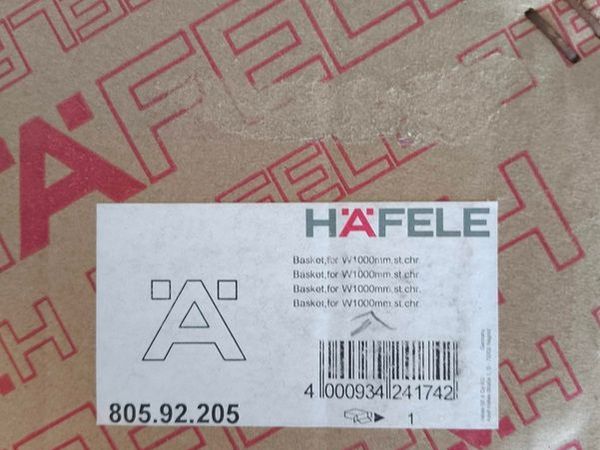 HÄFELE
Basket,for W1000mm,st.chr.
Basket,for W1000mm,st.chr.
Basket,for W1000mm,st.chr.
Basket,for W1000mm,st.chr.
Ä
4 000934 241742
805.92.205
1